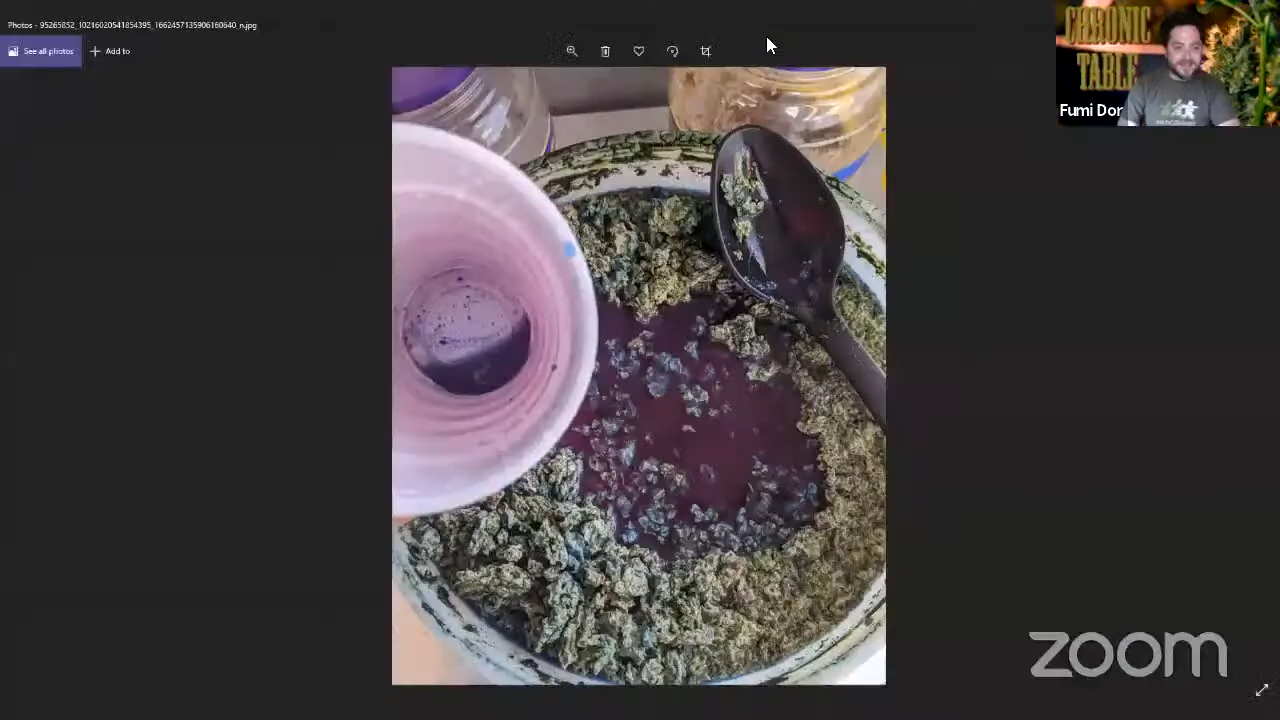 Photos - 95265852_10216020541854395_1662457135906160640_n.jpg
See all photos
Add to
CHRONIC
TABLE
Fumi Dor
zoom